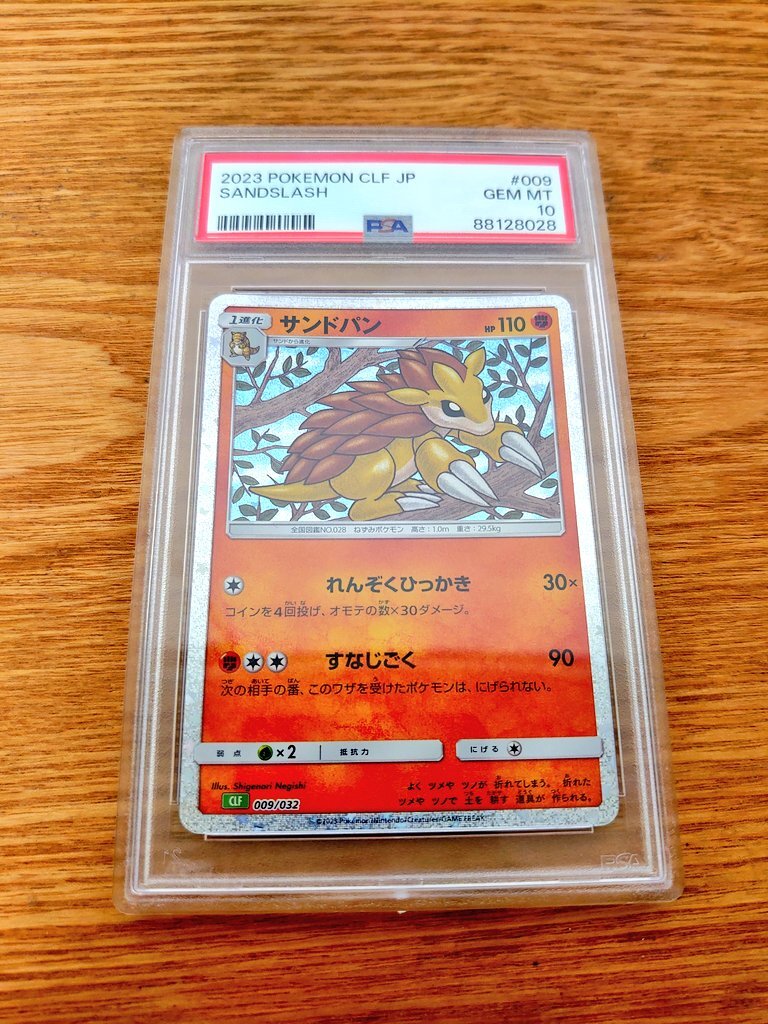 2023 POKEMON CLF JP #009
SANDSLASH GEM MT
10
PSA 88128028
1進化 サンドパン HP 110
サンドから進化
全国図鑑NO.028 ねずみポケモン 高さ：1.0m 重さ：29.5kg
れんぞくひっかき 30×
コインを4回投げ、オモテの数×30ダメージ。
すなじごく 90
次の相手の番、このワザを受けたポケモンは、にげられない。
弱点 ×2 抵抗力 にげる
Illus. Shigenori Negishi
よく ツメや ツノが 折れてしまう。 折れた
CLF 009/032
ツメや ツノで 土を 耕す 道具が 作られる。
©2023 Pokémon/Nintendo/Creatures/GAME FREAK.
PSA